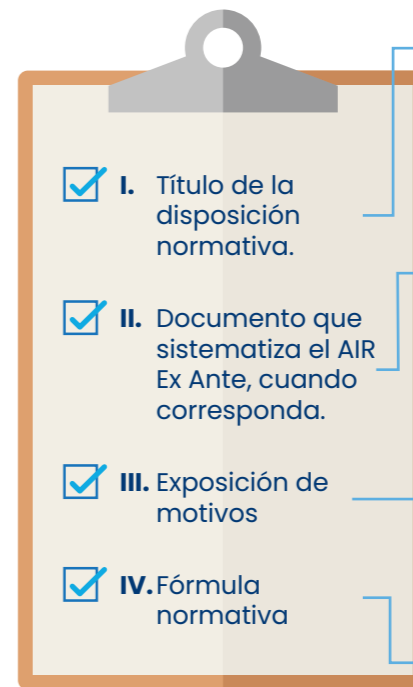 I. Título de la
disposición
normativa.
II. Documento que
sistematiza el AIR
Ex Ante, cuando
corresponda.
III. Exposición de
motivos
IV. Fórmula
normativa